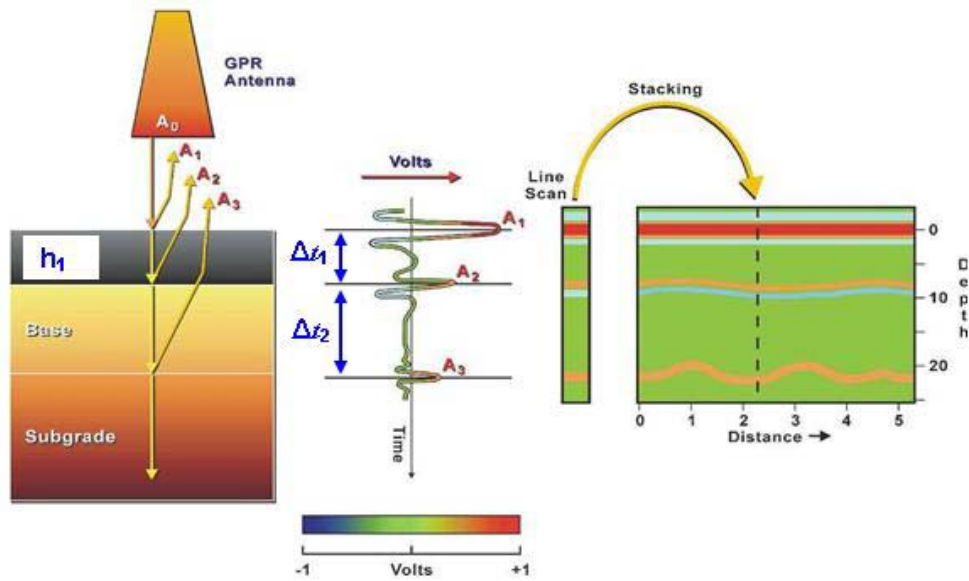 GPR
Antenna
A0
A1
A2
A3
h1
Base
Subgrade
Volts
A1
Δt1
A2
Δt2
A3
Time
-1
Volts
+1
Stacking
Line
Scan
0
10
20
Depth
0
1
2
3
4
5
Distance →